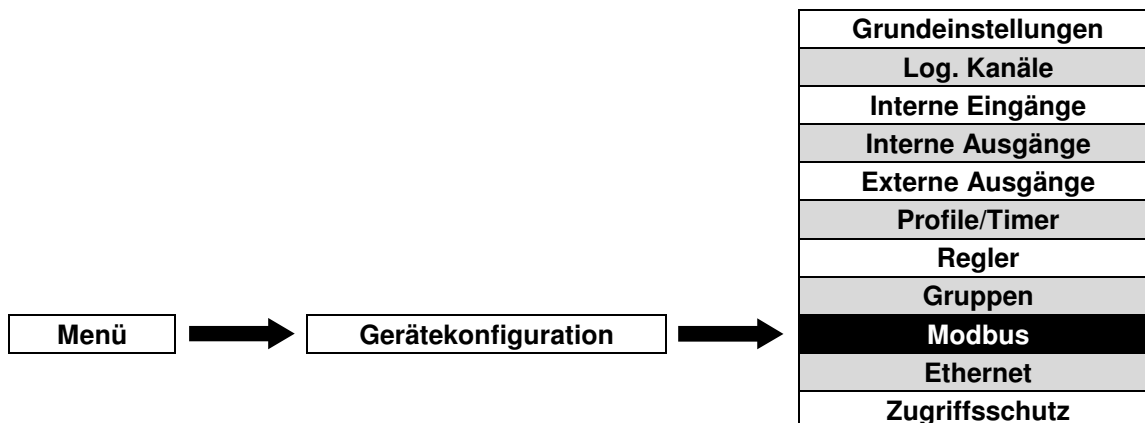 Grundeinstellungen
Log. Kanäle
Interne Eingänge
Interne Ausgänge
Externe Ausgänge
Profile/Timer
Regler
Gruppen
Menü Gerätekonfiguration Modbus
Ethernet
Zugriffsschutz